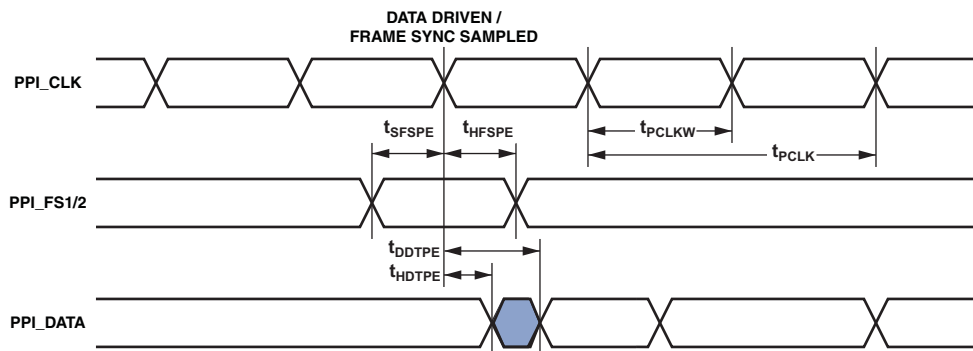 DATA DRIVEN /
FRAME SYNC SAMPLED
PPI_CLK
tSFSPE
tHFSPE
tPCLKW
tPCLK
PPI_FS1/2
tDDTPE
tHDTPE
PPI_DATA